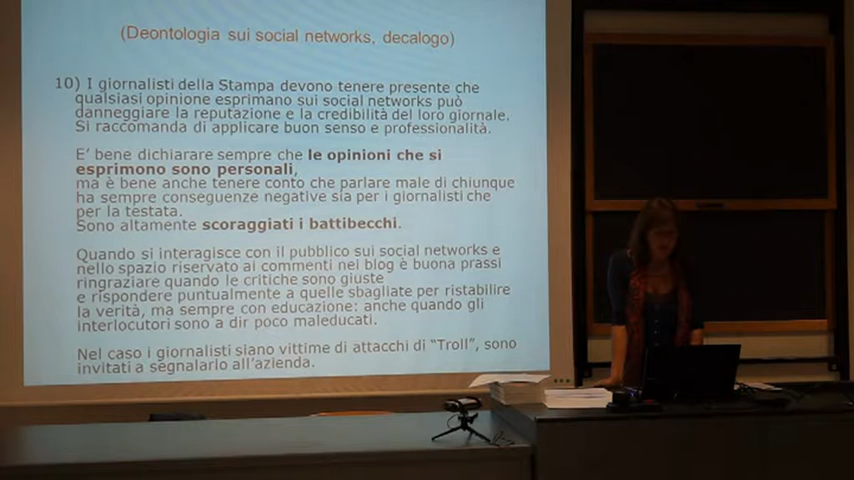 (Deontologia sui social networks, decalogo)
10) I giornalisti della Stampa devono tenere presente che
qualsiasi opinione esprimano sui social networks può
danneggiare la reputazione e la credibilità del loro giornale.
Si raccomanda di applicare buon senso e professionalità.
E' bene dichiarare sempre che le opinioni che si
esprimono sono personali,
ma è bene anche tenere conto che parlare male di chiunque
ha sempre conseguenze negative sia per i giornalisti che
per la testata.
Sono altamente scoraggiati i battibecchi.
Quando si interagisce con il pubblico sui social networks e
nello spazio riservato ai commenti nei blog è buona prassi
ringraziare quando le critiche sono giuste
e rispondere puntualmente a quelle sbagliate per ristabilire
la verità, ma sempre con educazione: anche quando gli
interlocutori sono a dir poco maleducati.
Nel caso i giornalisti siano vittime di attacchi di “Troll”, sono
invitati a segnalarlo all'azienda.